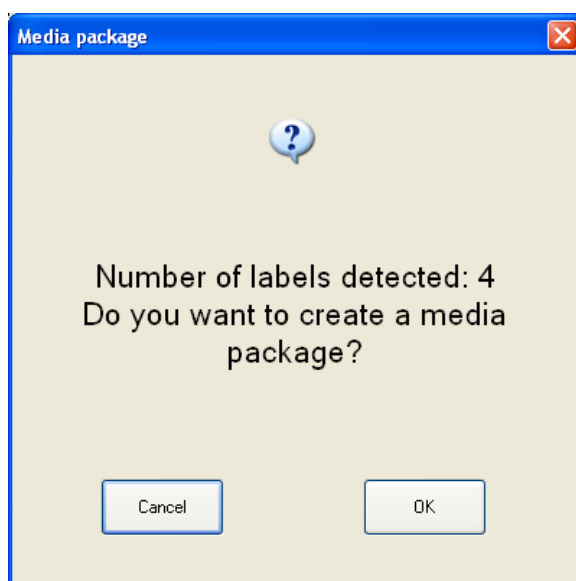 Media package
?
Number of labels detected: 4
Do you want to create a media
package?
Cancel
OK